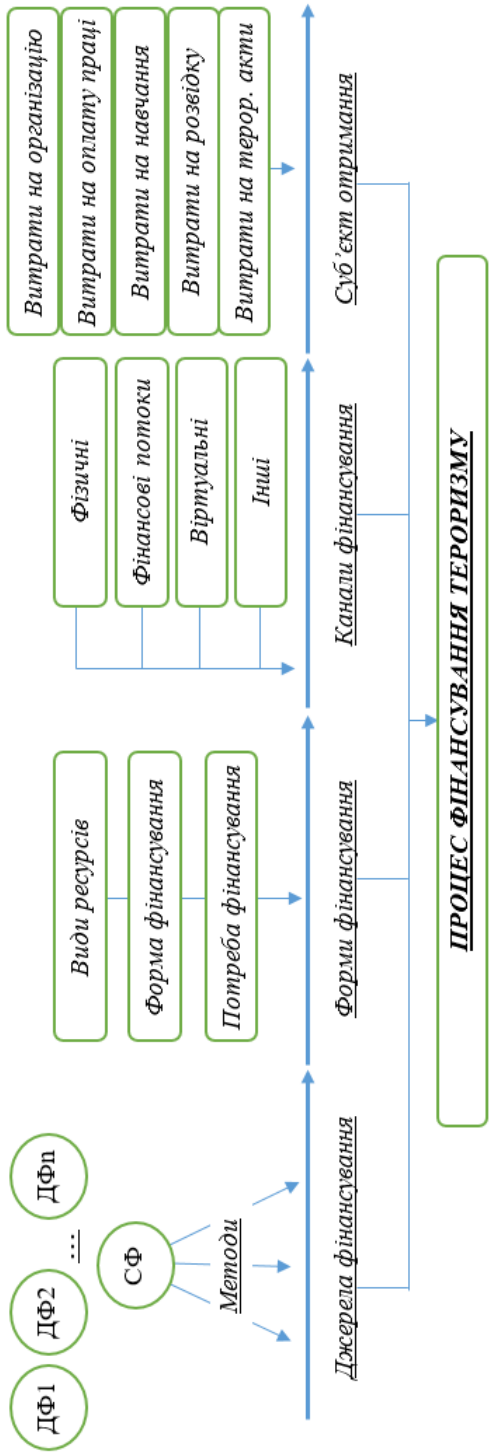 ДФ1
ДФ2
...
ДФn
СФ
Методи
Види ресурсів
Форма фінансування
Потреба фінансування
Фізичні
Фінансові потоки
Віртуальні
Інші
Витрати на організацію
Витрати на оплату праці
Витрати на навчання
Витрати на розвідку
Витрати на терор. акти
Джерела фінансування
Форми фінансування
Канали фінансування
Суб’єкт отримання
ПРОЦЕС ФІНАНСУВАННЯ ТЕРОРИЗМУ